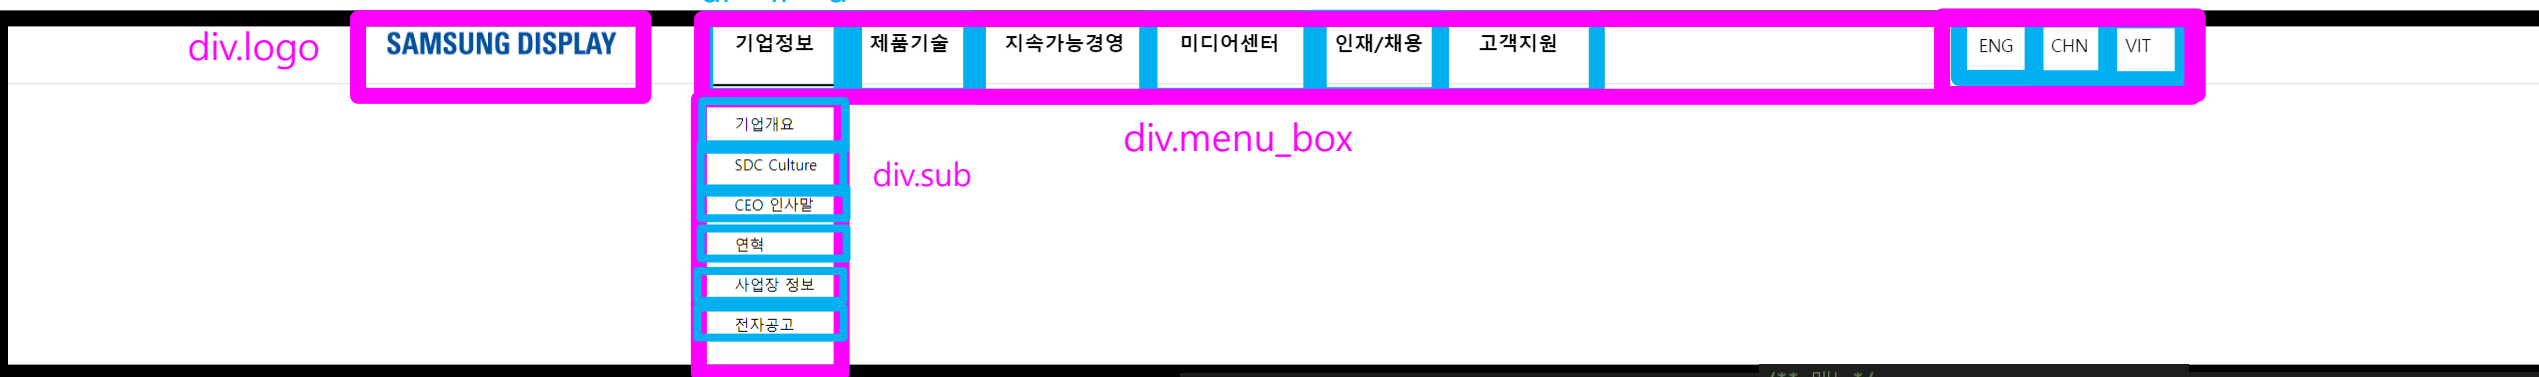 div.logo
SAMSUNG DISPLAY
기업정보 제품기술 지속가능경영 미디어센터 인재/채용 고객지원
ENG CHN VIT
기업개요
SDC Culture
CEO 인사말
연혁
사업장 정보
전자공고
div.menu_box
div.sub